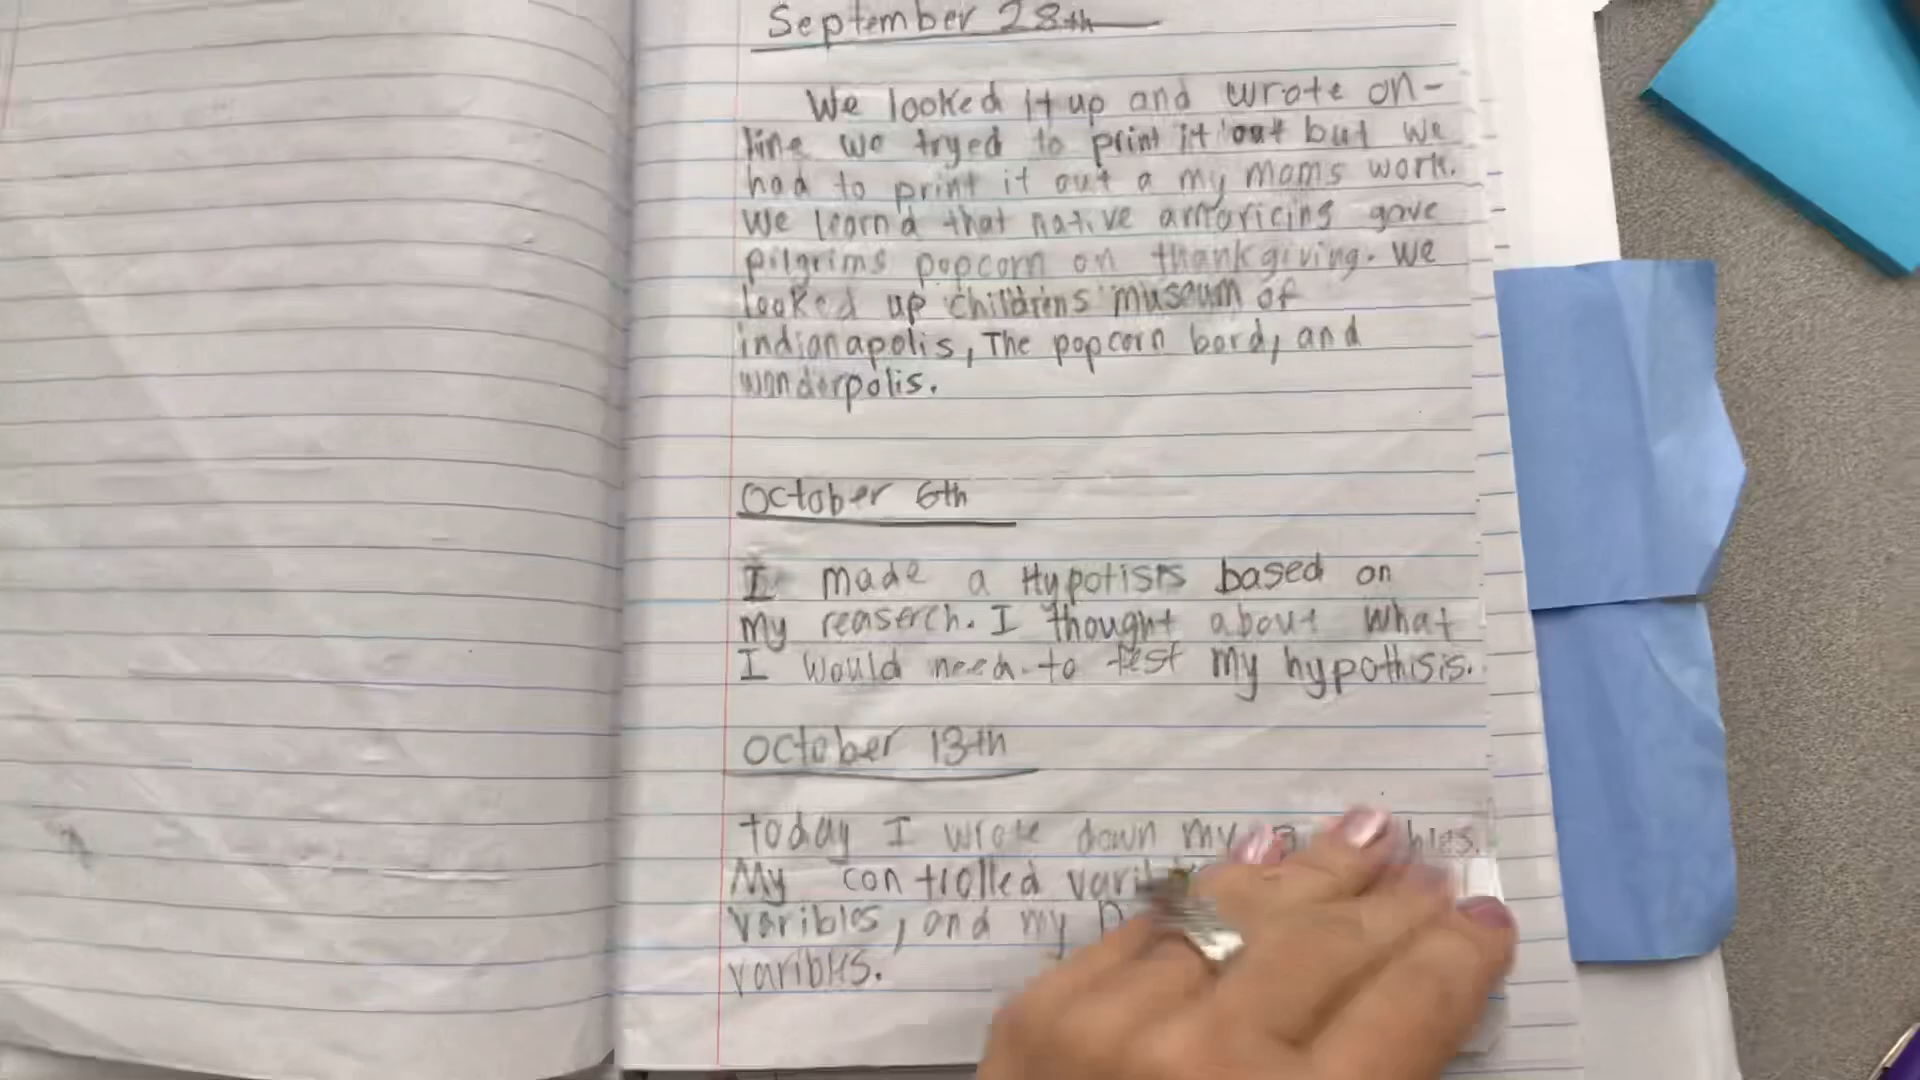 September 28th
We looked it up and wrote on-
line we tryed to print it out but we
had to print it out a my moms work.
We learnd that native amaricins gave
pilgrims popcorn on thanksgiving. We
looked up childrins museum of
indianapolis, The popcorn bord, and
wonderpolis.
October 6th
I made a Hypotisis based on
my reaserch. I thought about what
I would need to test my hypothisis.
October 13th
today I wrote down my
My controlled
varibles, and my
varibles.